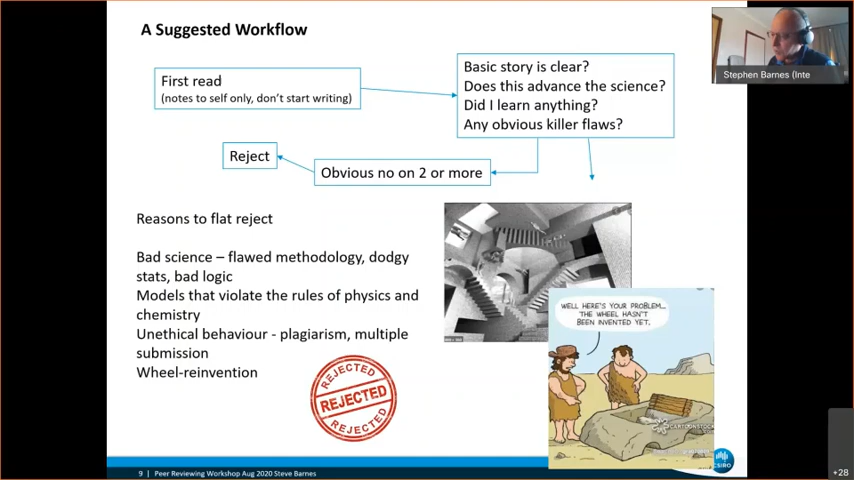 A Suggested Workflow
First read
(notes to self only, don't start writing)
Basic story is clear?
Does this advance the science?
Did I learn anything?
Any obvious killer flaws?
Reject
Obvious no on 2 or more
Reasons to flat reject
Bad science – flawed methodology, dodgy
stats, bad logic
Models that violate the rules of physics and
chemistry
Unethical behaviour - plagiarism, multiple
submission
Wheel-reinvention
REJECTED
REJECTED
REJECTED
WELL HERE'S YOUR PROBLEM...
THE WHEEL HASN'T
BEEN INVENTED YET.
CARTOONSTOCK
CSIRO
9 | Peer Reviewing Workshop Aug 2020 Steve Barnes
Stephen Barnes (Inte
+28